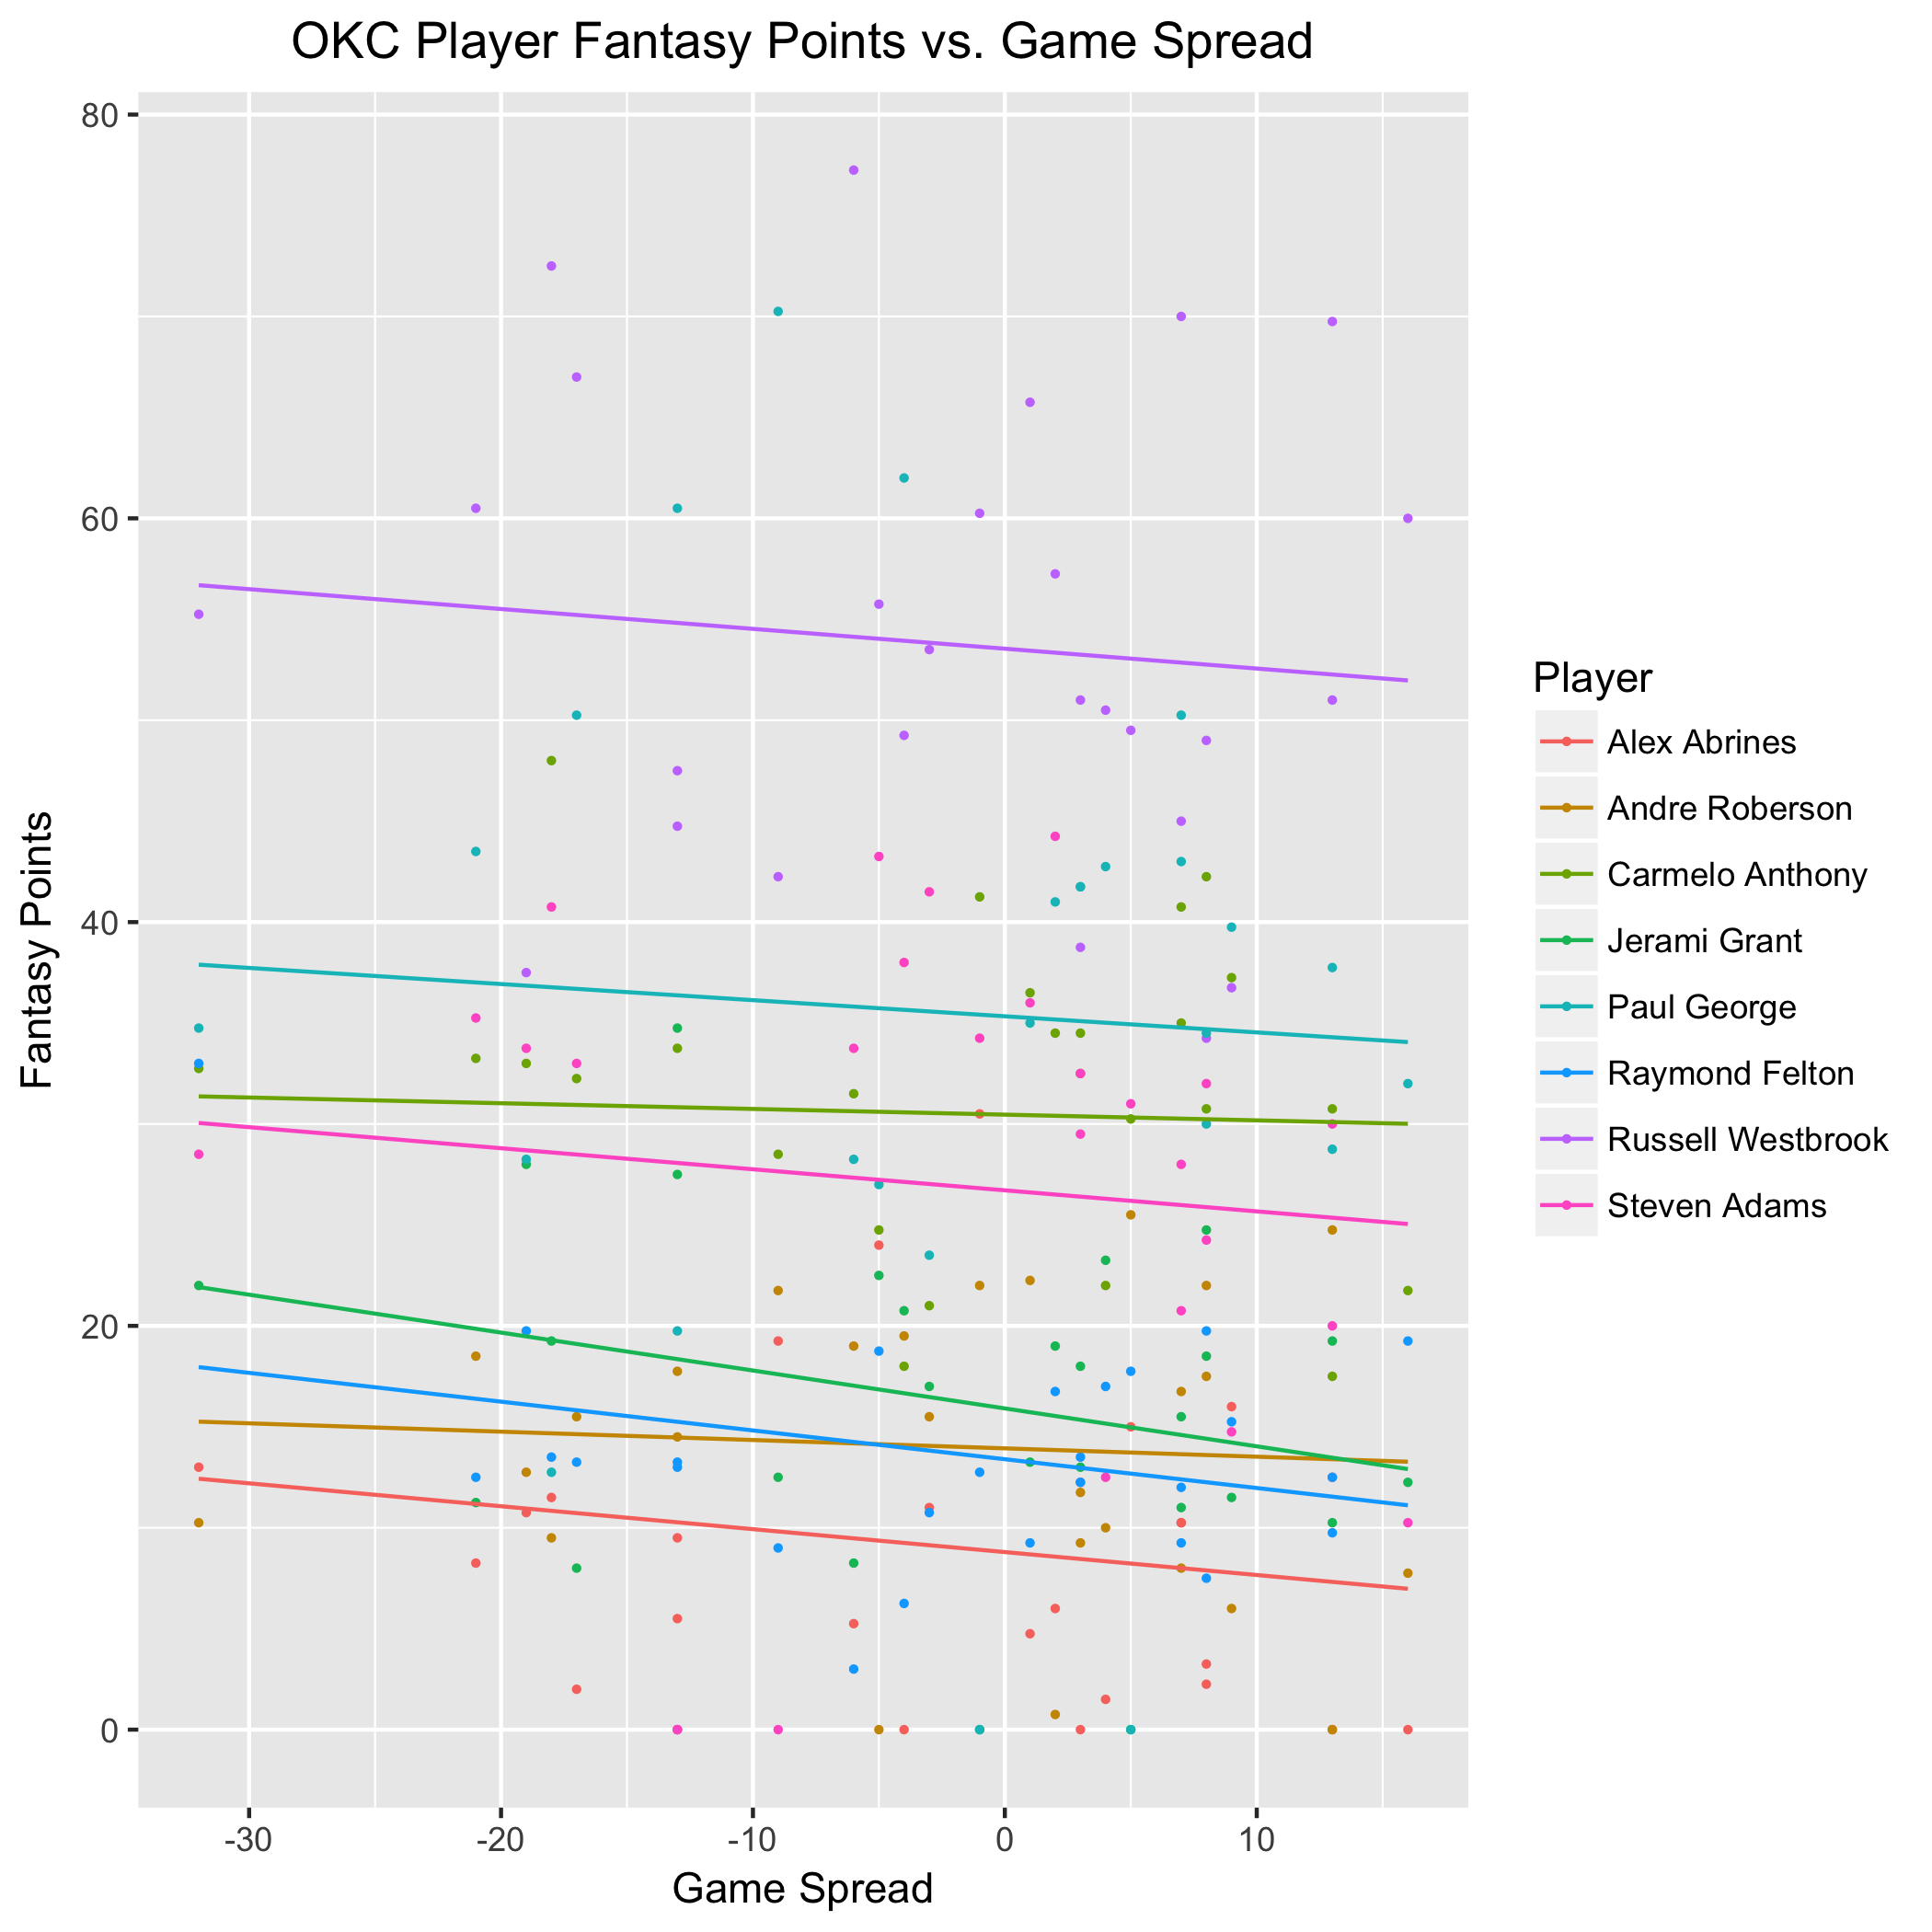 OKC Player Fantasy Points vs. Game Spread
80
60
40
20
0
Fantasy Points
-30
-20
-10
0
10
Game Spread
Player
Alex Abrines
Andre Roberson
Carmelo Anthony
Jerami Grant
Paul George
Raymond Felton
Russell Westbrook
Steven Adams